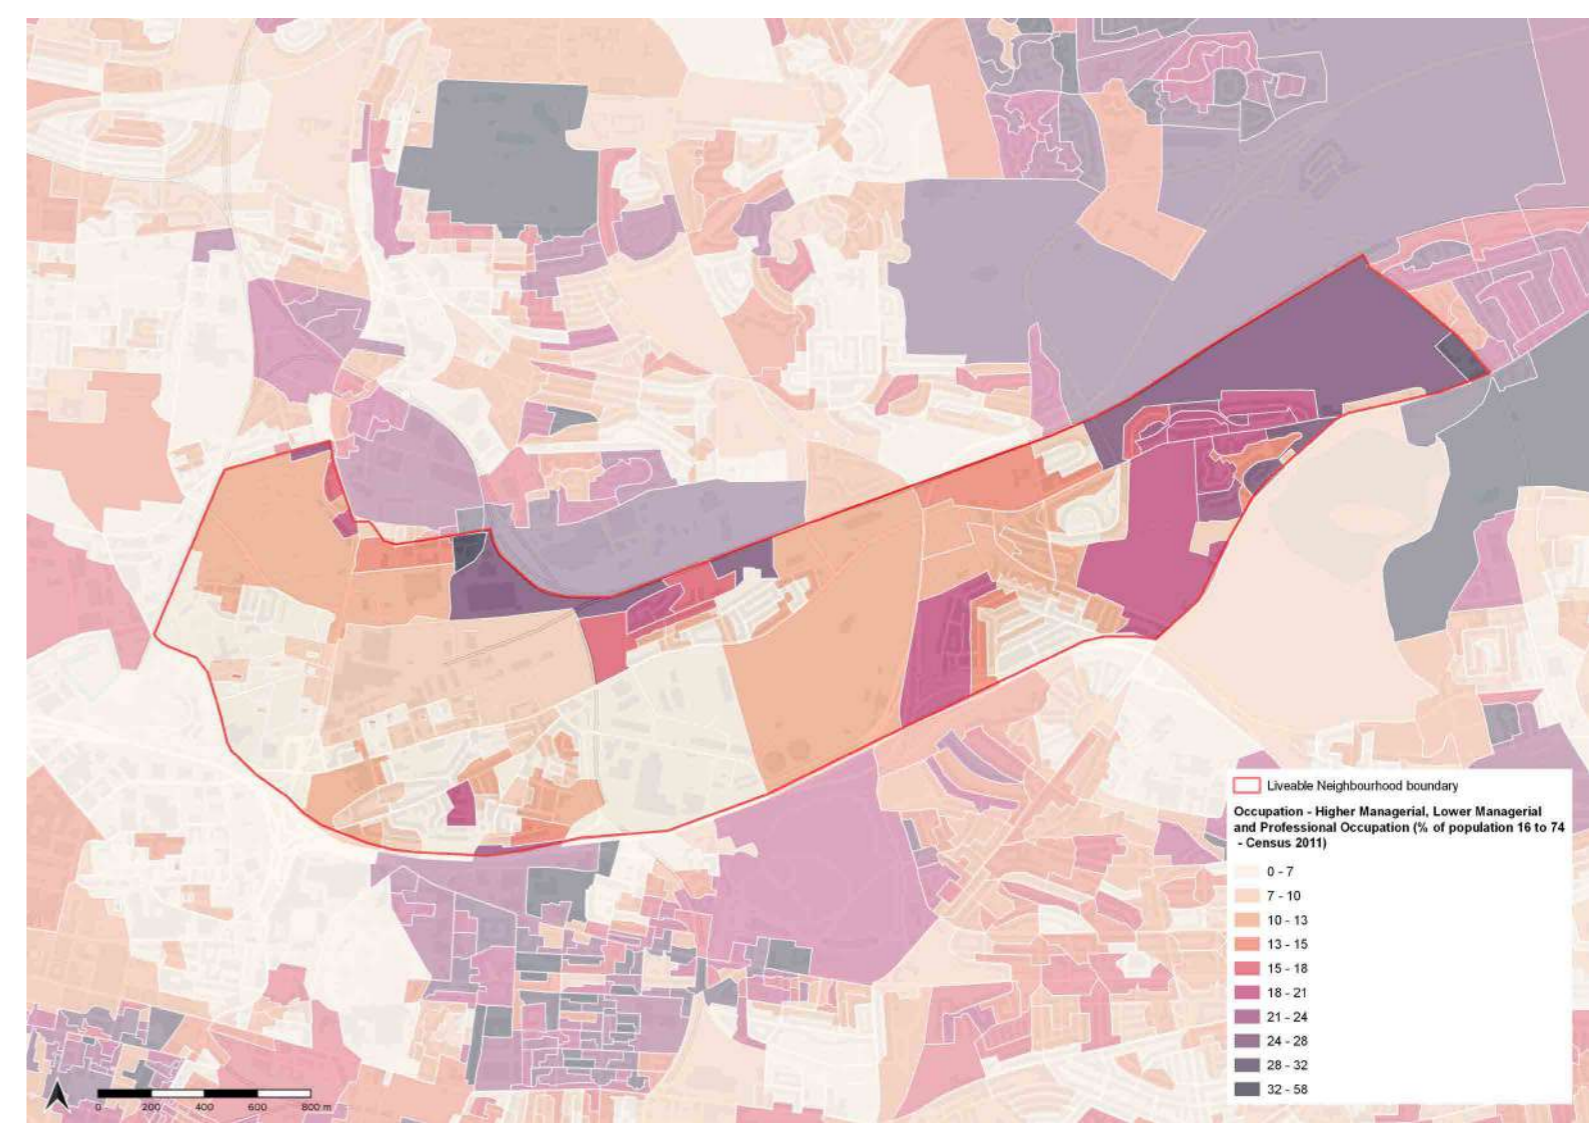 Liveable Neighbourhood boundary
Occupation - Higher Managerial, Lower Managerial
and Professional Occupation (% of population 16 to 74
- Census 2011)
0 - 7
7 - 10
10 - 13
13 - 15
15 - 18
18 - 21
21 - 24
24 - 28
28 - 32
32 - 58
0 200 400 600 800 m